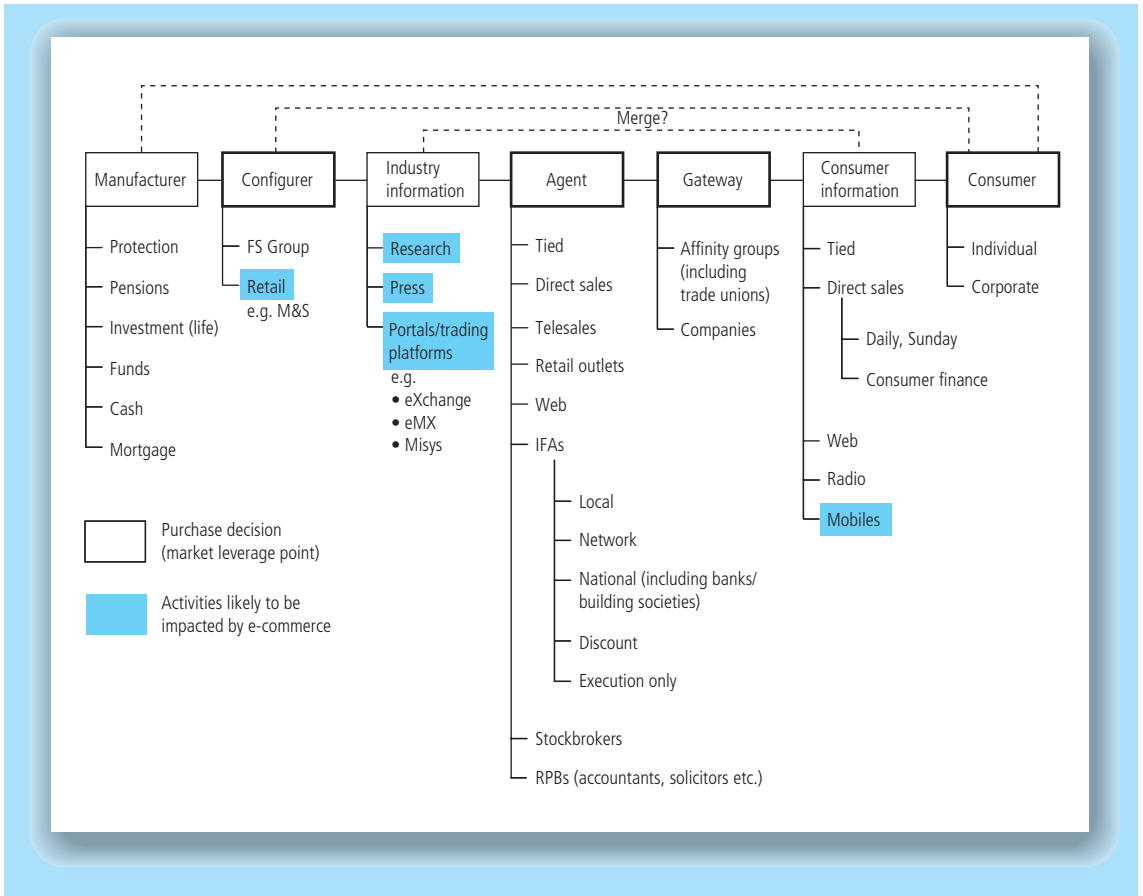 Merge?
Manufacturer
Configurer
Industry
information
Agent
Gateway
Consumer
information
Consumer
Protection
Pensions
Investment (life)
Funds
Cash
Mortgage
FS Group
Retail
e.g. M&S
Research
Press
Portals/trading
platforms
e.g.
• eXchange
• eMX
• Misys
Tied
Direct sales
Telesales
Retail outlets
Web
IFAs
Local
Network
National (including banks/
building societies)
Discount
Execution only
Stockbrokers
RPBs (accountants, solicitors etc.)
Affinity groups
(including
trade unions)
Companies
Tied
Direct sales
Daily, Sunday
Consumer finance
Web
Radio
Mobiles
Individual
Corporate
Purchase decision
(market leverage point)
Activities likely to be
impacted by e-commerce